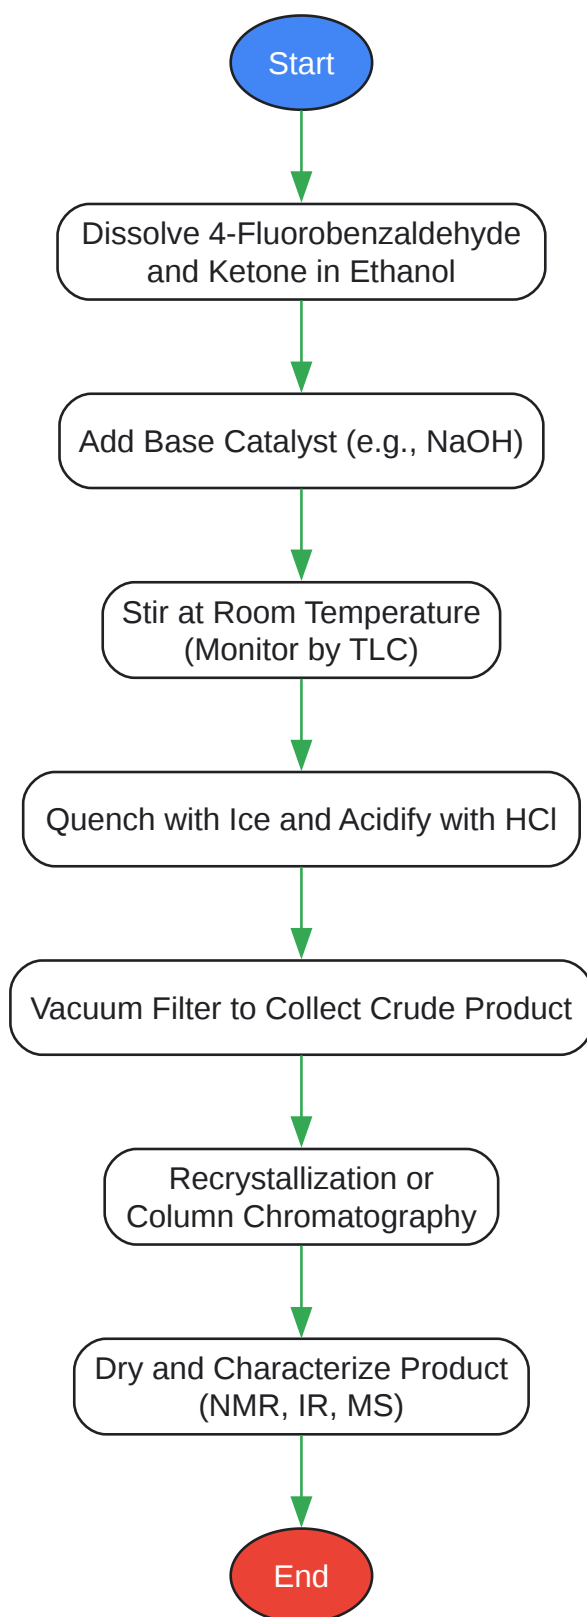 Start
Dissolve 4-Fluorobenzaldehyde
and Ketone in Ethanol
Add Base Catalyst (e.g., NaOH)
Stir at Room Temperature
(Monitor by TLC)
Quench with Ice and Acidify with HCl
Vacuum Filter to Collect Crude Product
Recrystallization or
Column Chromatography
Dry and Characterize Product
(NMR, IR, MS)
End